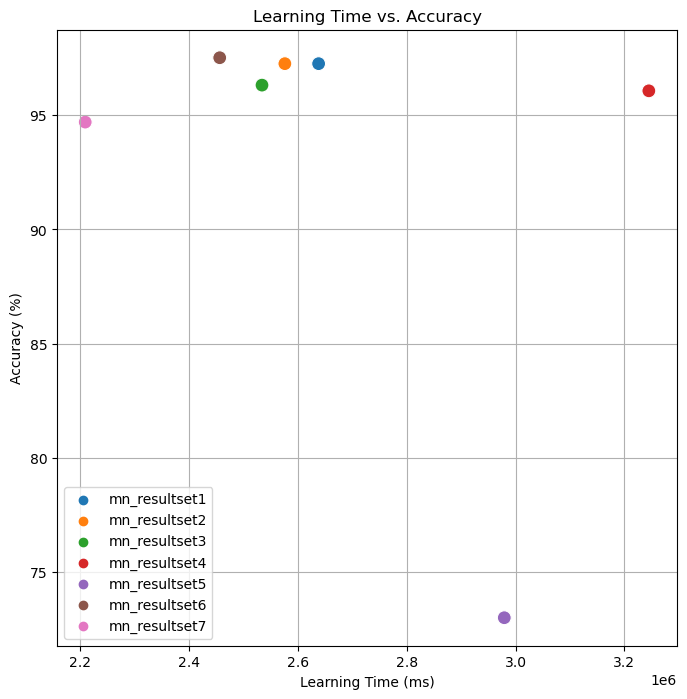 Learning Time vs. Accuracy
Accuracy (%)
95
90
85
80
75
mn_resultset1
mn_resultset2
mn_resultset3
mn_resultset4
mn_resultset5
mn_resultset6
mn_resultset7
2.2 2.4 2.6 2.8 3.0 3.2
1e6
Learning Time (ms)